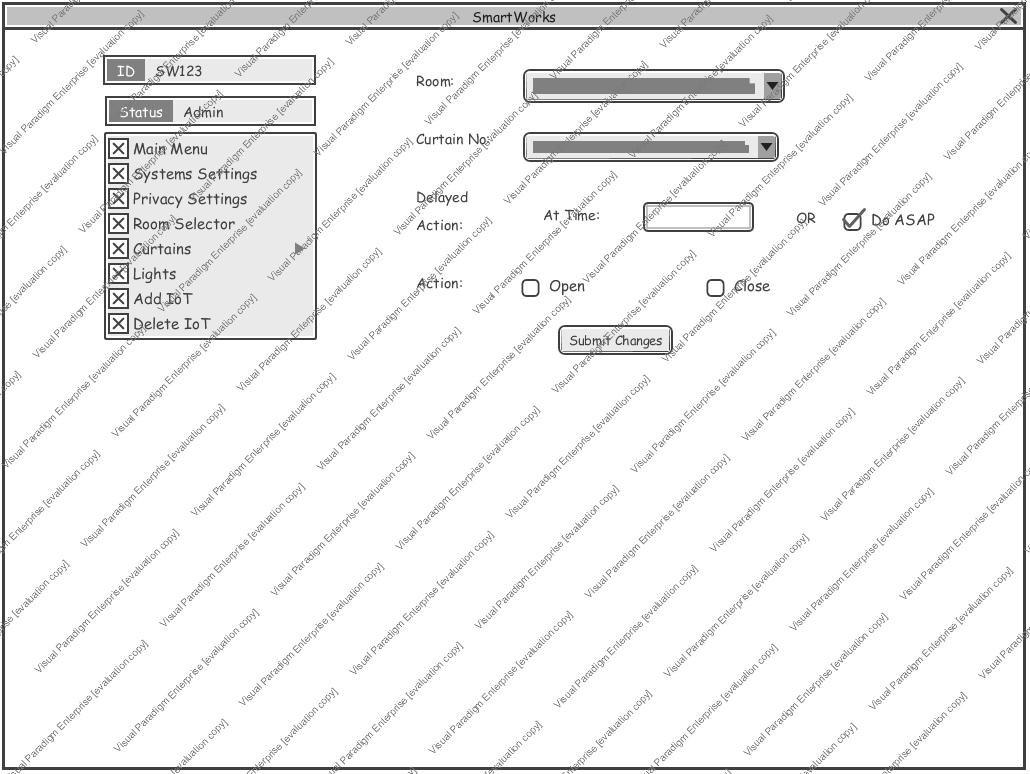 SmartWorks
ID SW123
Status Admin
Main Menu
Systems Settings
Privacy Settings
Room Selector
Curtains
Lights
Add IoT
Delete IoT
Room:
Curtain No:
Delayed
Action:
At Time:
OR
Do ASAP
Action:
Open
Close
Submit Changes
Visual Paradigm Enterprise [evaluation copy]